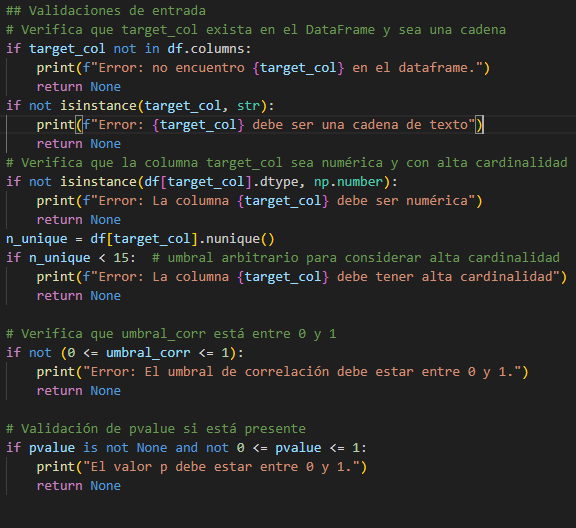 ## Validaciones de entrada
# Verifica que target_col exista en el DataFrame y sea una cadena
if target_col not in df.columns:
    print(f"Error: no encuentro {target_col} en el dataframe.")
    return None
if not isinstance(target_col, str):
    print(f"Error: {target_col} debe ser una cadena de texto")
    return None
# Verifica que la columna target_col sea numérica y con alta cardinalidad
if not isinstance(df[target_col].dtype, np.number):
    print(f"Error: La columna {target_col} debe ser numérica")
    return None
n_unique = df[target_col].nunique()
if n_unique < 15:  # umbral arbitrario para considerar alta cardinalidad
    print(f"Error: La columna {target_col} debe tener alta cardinalidad")
    return None

# Verifica que umbral_corr está entre 0 y 1
if not (0 <= umbral_corr <= 1):
    print("Error: El umbral de correlación debe estar entre 0 y 1.")
    return None

# Validación de pvalue si está presente
if pvalue is not None and not 0 <= pvalue <= 1:
    print("El valor p debe estar entre 0 y 1.")
    return None